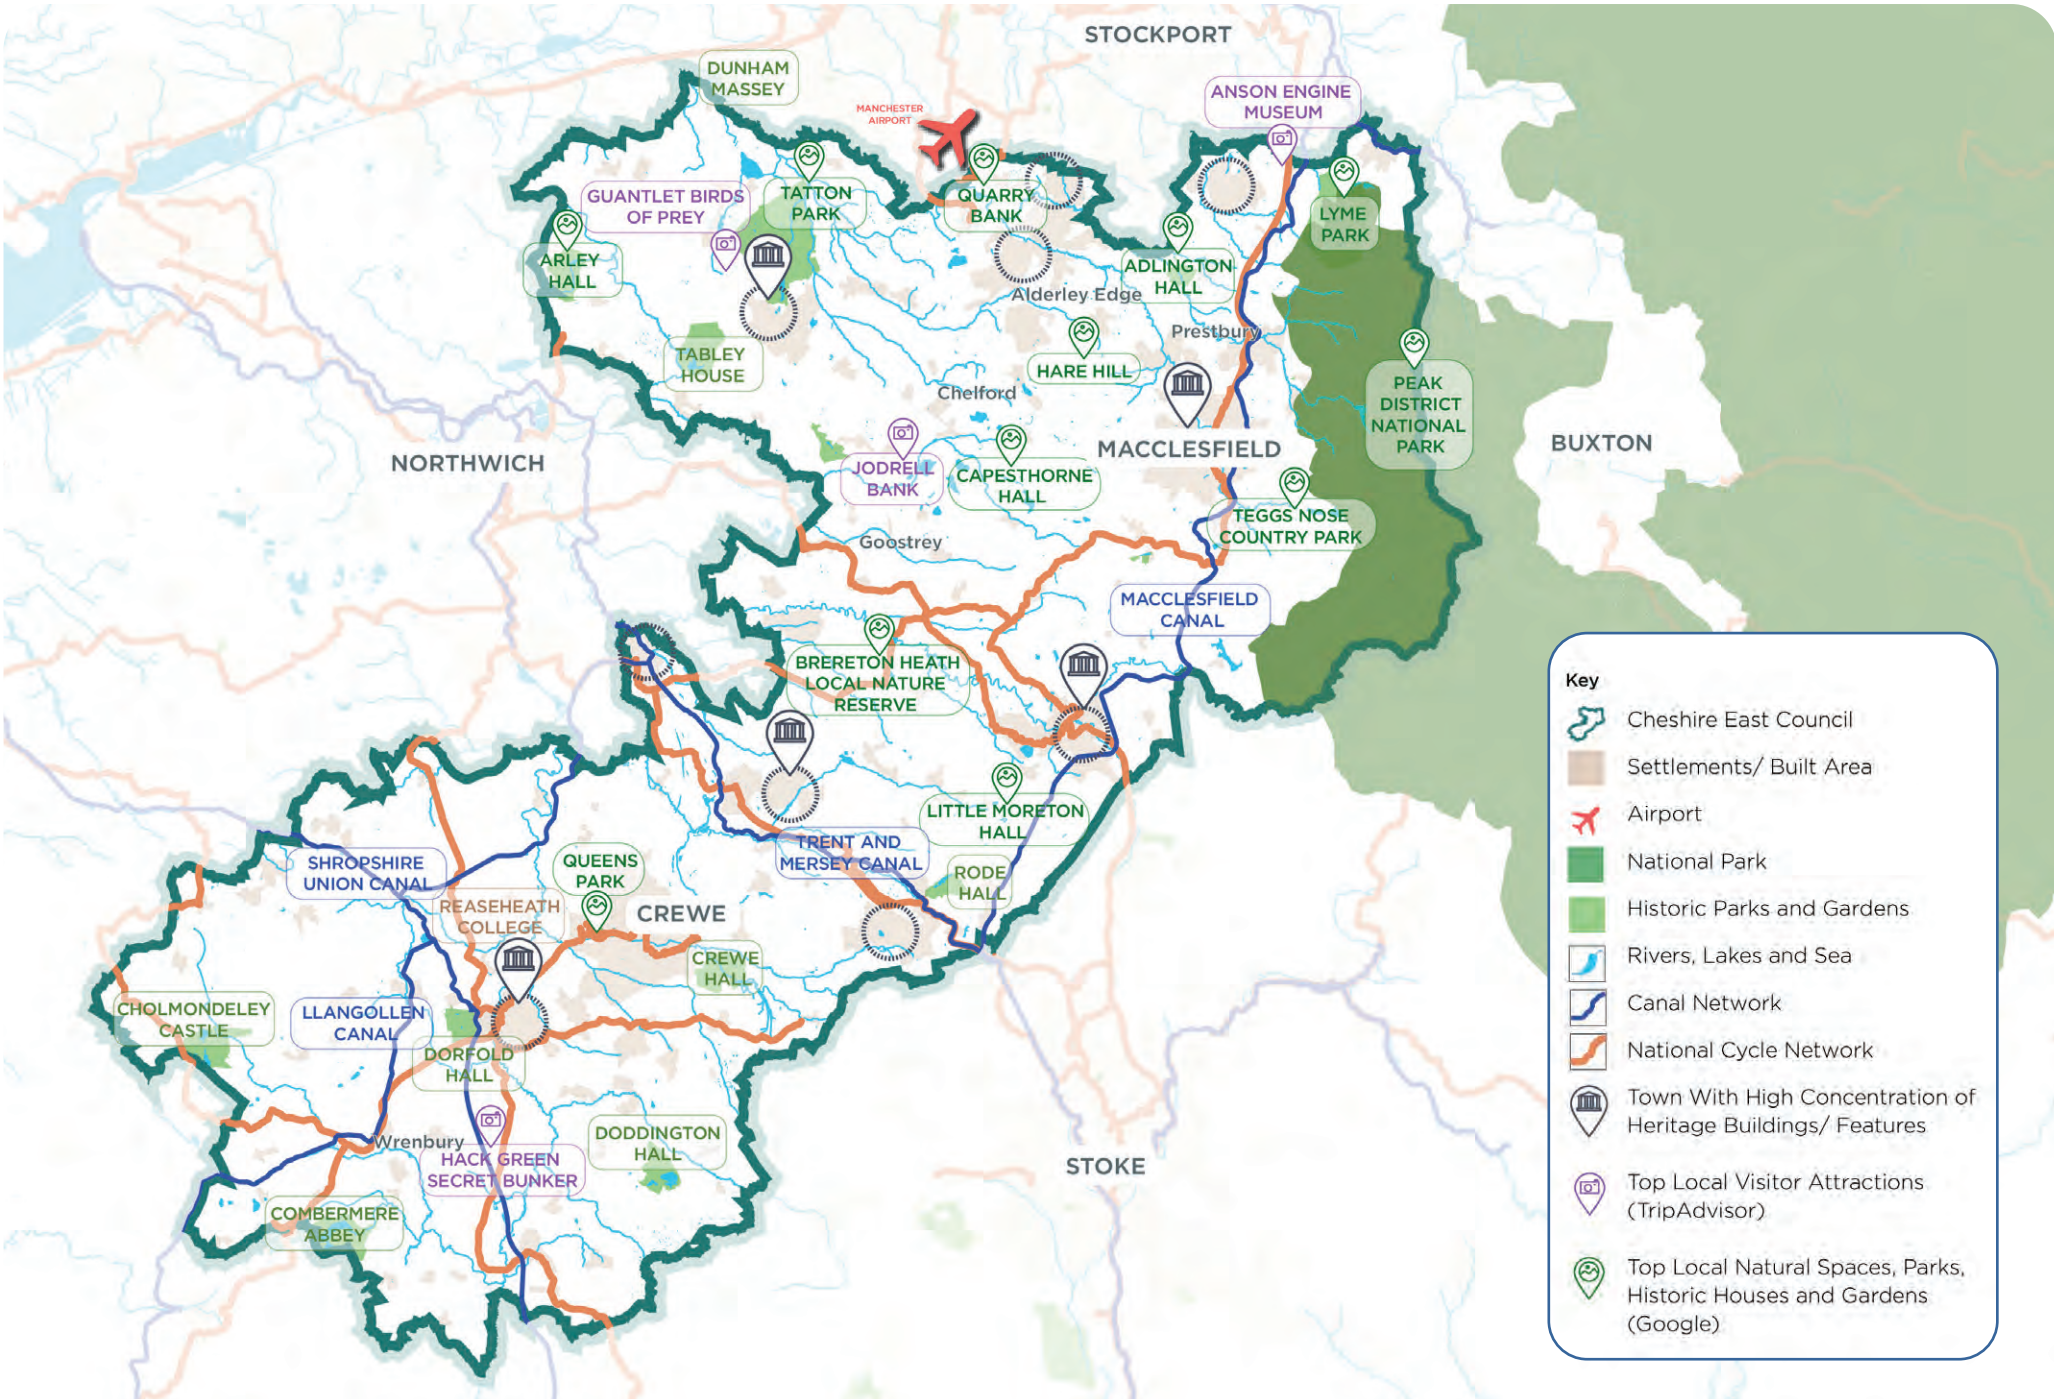 STOCKPORT
DUNHAM
MASSEY
MANCHESTER
AIRPORT
ANSON ENGINE
MUSEUM
GUANTLET BIRDS
OF PREY
TATTON
PARK
QUARRY
BANK
LYME
PARK
ARLEY
HALL
ADLINGTON
HALL
Alderley Edge
Prestbury
TABLEY
HOUSE
HARE HILL
Chelford
PEAK
DISTRICT
NATIONAL
PARK
NORTHWICH
MACCLESFIELD
BUXTON
JODRELL
BANK
CAPESTHORNE
HALL
TEGGS NOSE
COUNTRY PARK
Goostrey
MACCLESFIELD
CANAL
BRERETON HEATH
LOCAL NATURE
RESERVE
LITTLE MORETON
HALL
TRENT AND
MERSEY CANAL
SHROPSHIRE
UNION CANAL
QUEENS
PARK
RODE
HALL
REASEHEATH
COLLEGE
CREWE
CREWE
HALL
CHOLMONDELEY
CASTLE
LLANGOLLEN
CANAL
DORFOLD
HALL
Wrenbury
HACK GREEN
SECRET BUNKER
DODDINGTON
HALL
STOKE
COMBERMERE
ABBEY
Key
Cheshire East Council
Settlements/ Built Area
Airport
National Park
Historic Parks and Gardens
Rivers, Lakes and Sea
Canal Network
National Cycle Network
Town With High Concentration of
Heritage Buildings/ Features
Top Local Visitor Attractions
(TripAdvisor)
Top Local Natural Spaces, Parks,
Historic Houses and Gardens
(Google)